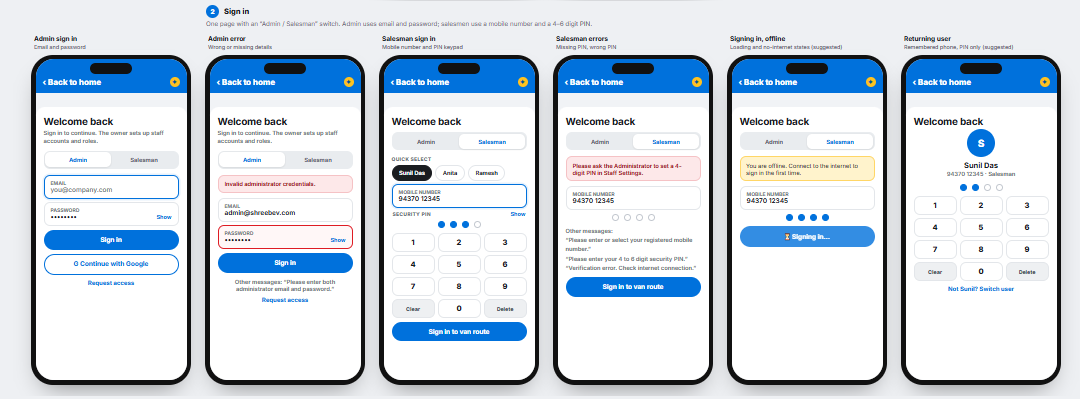 2 Sign in
One page with an "Admin / Salesman" switch. Admin uses email and password; salesmen use a mobile number and a 4–6 digit PIN.
Admin sign in
Email and password
‹ Back to home
Welcome back
Sign in to continue. The owner sets up staff
accounts and roles.
Admin Salesman
EMAIL
you@company.com
PASSWORD
•••••••• Show
Sign in
G Continue with Google
Request access
Admin error
Wrong or missing details
‹ Back to home
Welcome back
Sign in to continue. The owner sets up staff
accounts and roles.
Admin Salesman
Invalid administrator credentials.
EMAIL
admin@shreebev.com
PASSWORD
•••••••• Show
Sign in
Other messages: "Please enter both
administrator email and password."
Request access
Salesman sign in
Mobile number and PIN keypad
‹ Back to home
Welcome back
Admin Salesman
QUICK SELECT
Sunil Das Anita Ramesh
MOBILE NUMBER
94370 12345
SECURITY PIN Show
1 2 3
4 5 6
7 8 9
Clear 0 Delete
Sign in to van route
Salesman errors
Missing PIN, wrong PIN
‹ Back to home
Welcome back
Admin Salesman
Please ask the Administrator to set a 4–
digit PIN in Staff Settings.
MOBILE NUMBER
94370 12345
Other messages:
"Please enter or select your registered mobile
number."
"Please enter your 4 to 6 digit security PIN."
"Verification error. Check internet connection."
Sign in to van route
Signing in, offline
Loading and no-internet states (suggested)
‹ Back to home
Welcome back
Admin Salesman
You are offline. Connect to the internet to
sign in the first time.
MOBILE NUMBER
94370 12345
⏳ Signing in...
Returning user
Remembered phone, PIN only (suggested)
‹ Back to home
Welcome back
S
Sunil Das
94370 12345 · Salesman
1 2 3
4 5 6
7 8 9
Clear 0 Delete
Not Sunil? Switch user